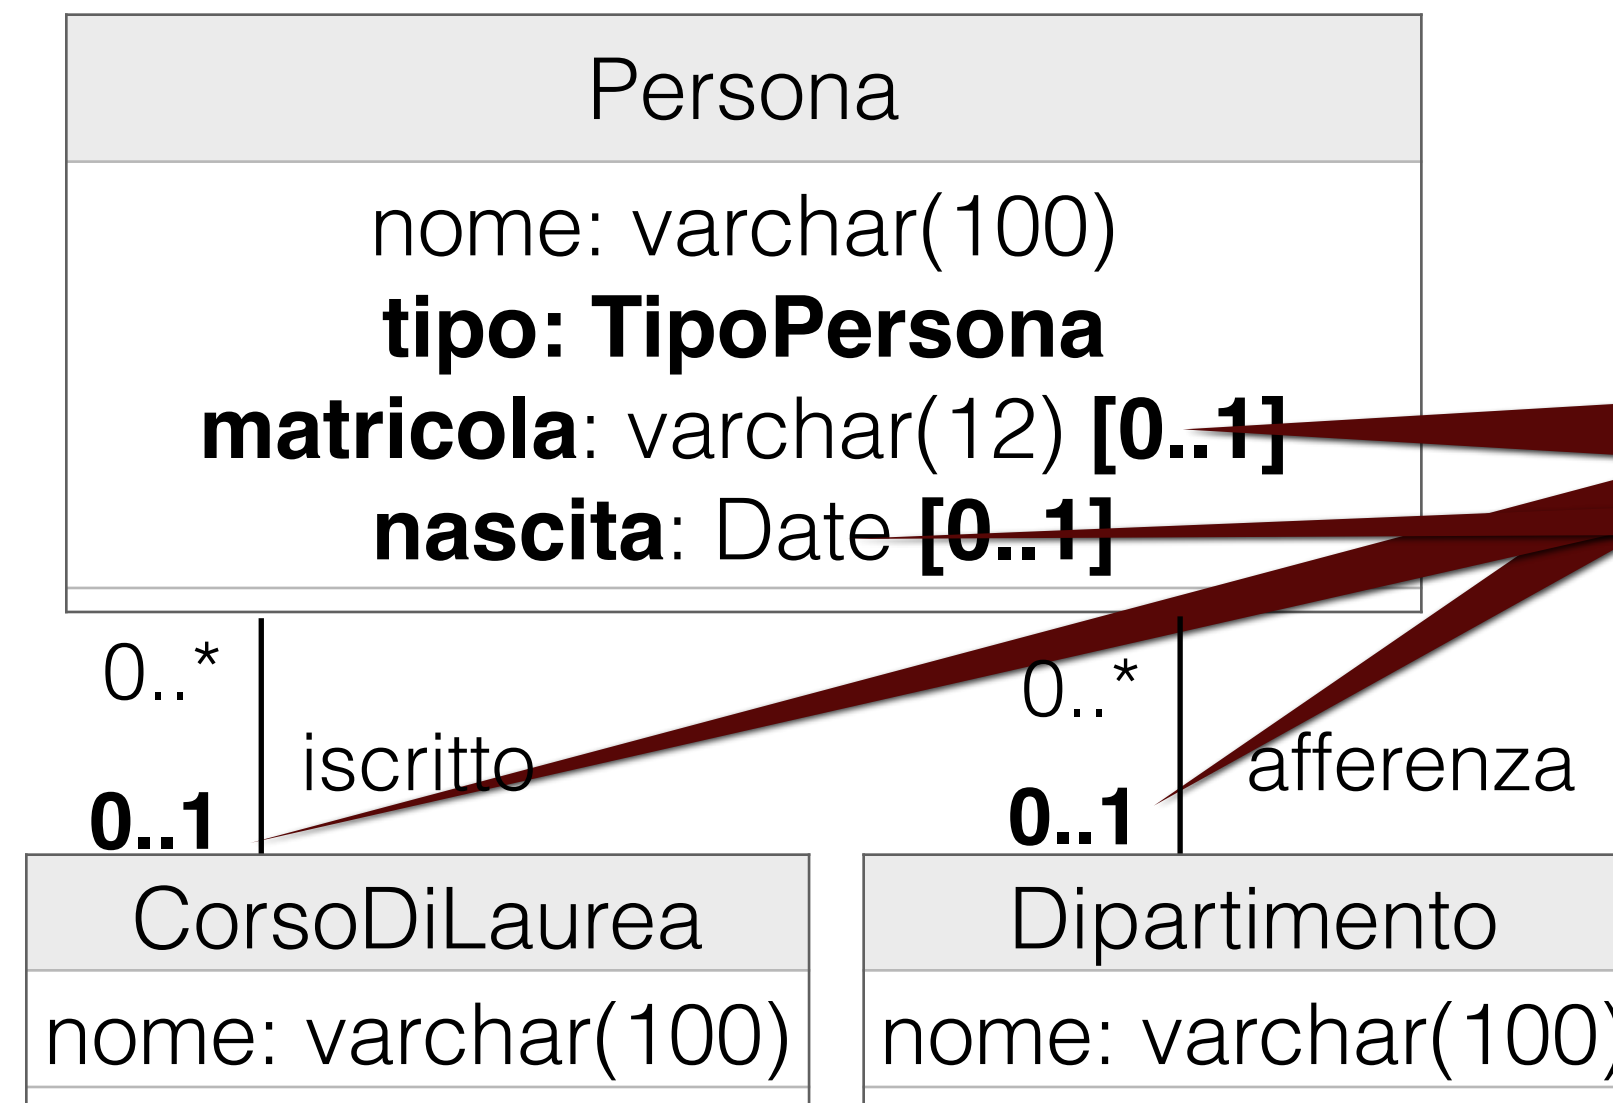 Persona
nome: varchar(100)
tipo: TipoPersona
matricola: varchar(12) [0..1]
nascita: Date [0..1]
0..*
0..*
iscritto
afferenza
0..1
0..1
CorsoDiLaurea
Dipartimento
nome: varchar(100)
nome: varchar(100)